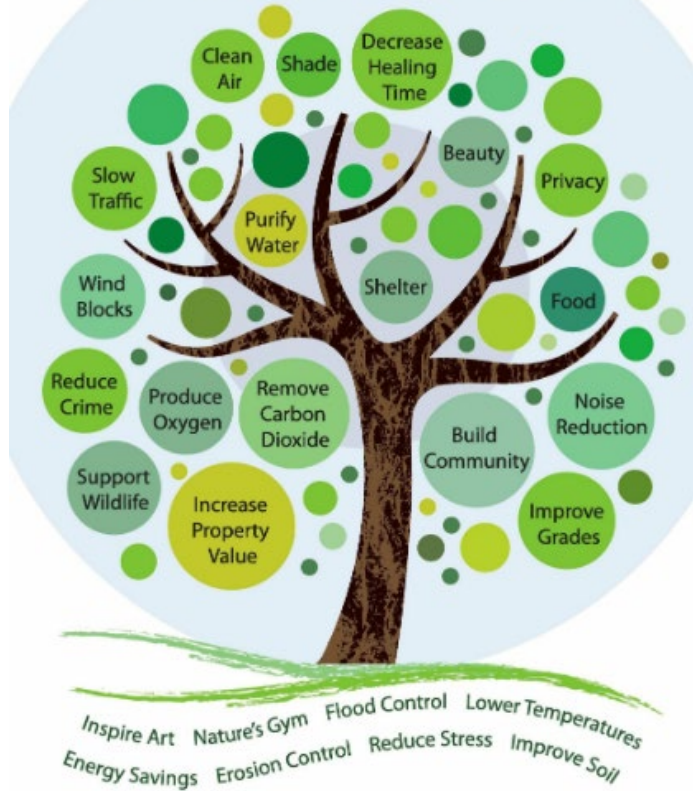 Clean
Air
Shade
Decrease
Healing
Time
Beauty
Slow
Traffic
Privacy
Purify
Water
Wind
Blocks
Shelter
Food
Reduce
Crime
Produce
Oxygen
Remove
Carbon
Dioxide
Build
Community
Noise
Reduction
Support
Wildlife
Increase
Property
Value
Improve
Grades
Inspire Art Nature's Gym Flood Control Lower Temperatures
Energy Savings Erosion Control Reduce Stress Improve Soil